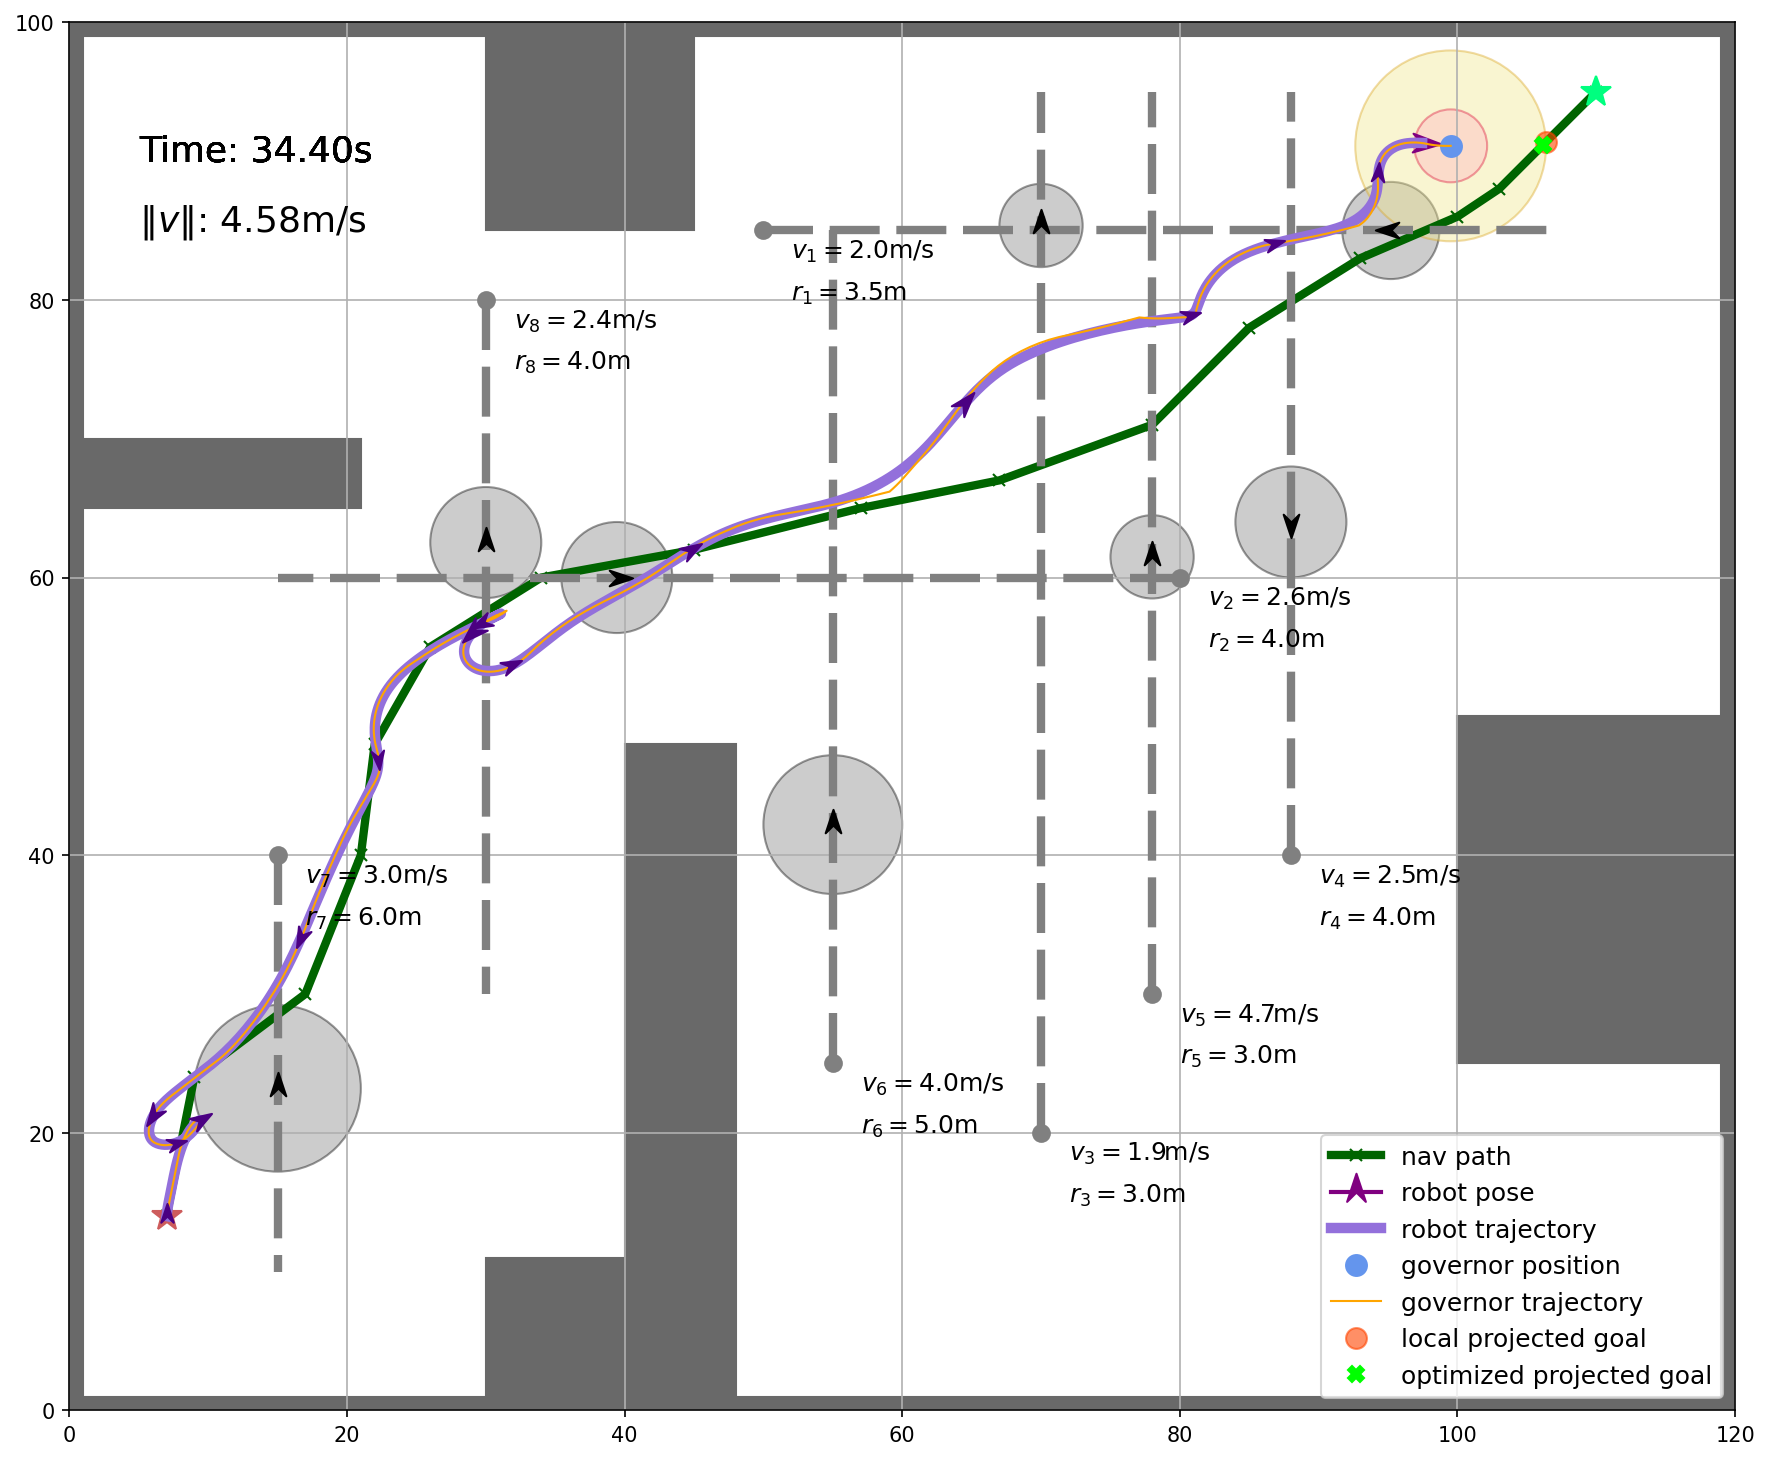 100
80
60
40
20
0
0
20
40
60
80
100
120
Time: 34.40s
‖v‖: 4.58m/s
v₁ = 2.0m/s
r₁ = 3.5m
v₈ = 2.4m/s
r₈ = 4.0m
v₂ = 2.6m/s
r₂ = 4.0m
v₇ = 3.0m/s
r₇ = 6.0m
v₄ = 2.5m/s
r₄ = 4.0m
v₅ = 4.7m/s
r₅ = 3.0m
v₆ = 4.0m/s
r₆ = 5.0m
v₃ = 1.9m/s
r₃ = 3.0m
nav path
robot pose
robot trajectory
governor position
governor trajectory
local projected goal
optimized projected goal